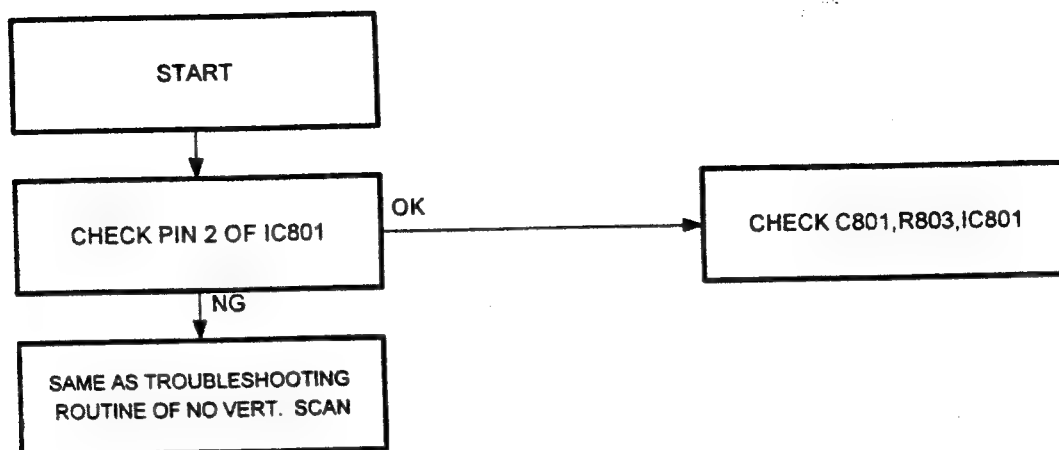 START
CHECK PIN 2 OF IC801
OK
CHECK C801,R803,IC801
NG
SAME AS TROUBLESHOOTING
ROUTINE OF NO VERT. SCAN